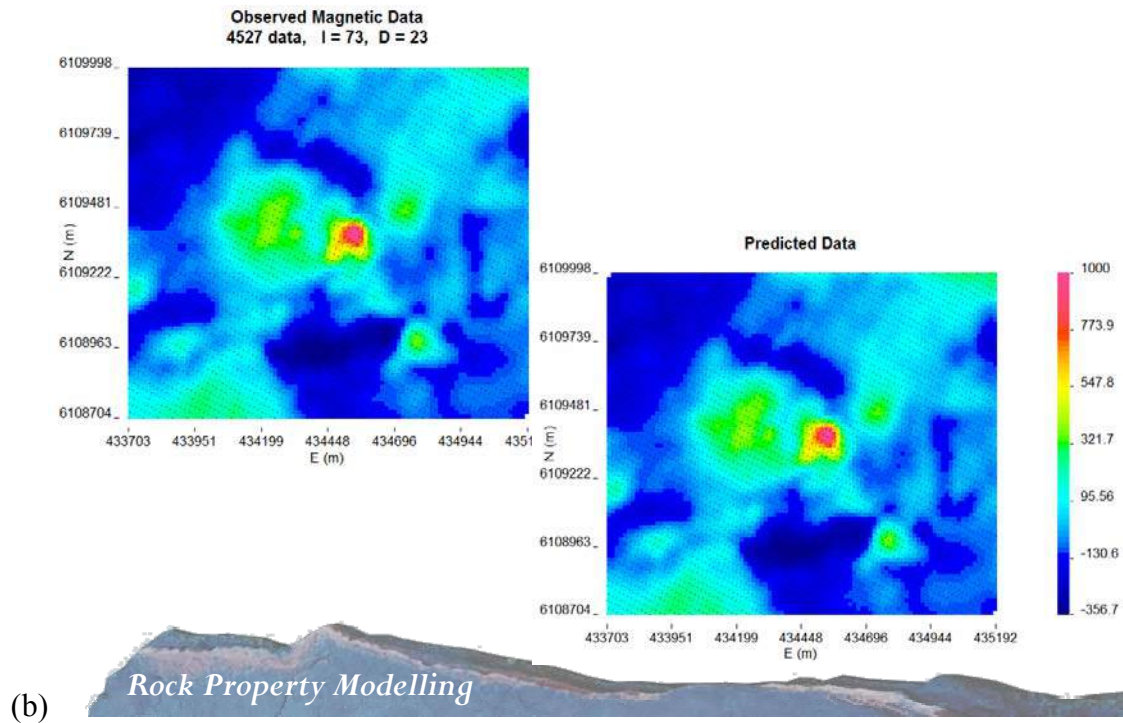 Observed Magnetic Data
4527 data, I = 73, D = 23
6109998
6109739
6109481
6109222
6108963
6108704
N (m)
433703 433951 434199 434448 434696 434944 4351
E (m)
Predicted Data
6109998
6109739
6109481
6109222
6108963
6108704
N (m)
433703 433951 434199 434448 434696 434944 435192
E (m)
1000
773.9
547.8
321.7
95.56
-130.6
-356.7
Rock Property Modelling
(b)